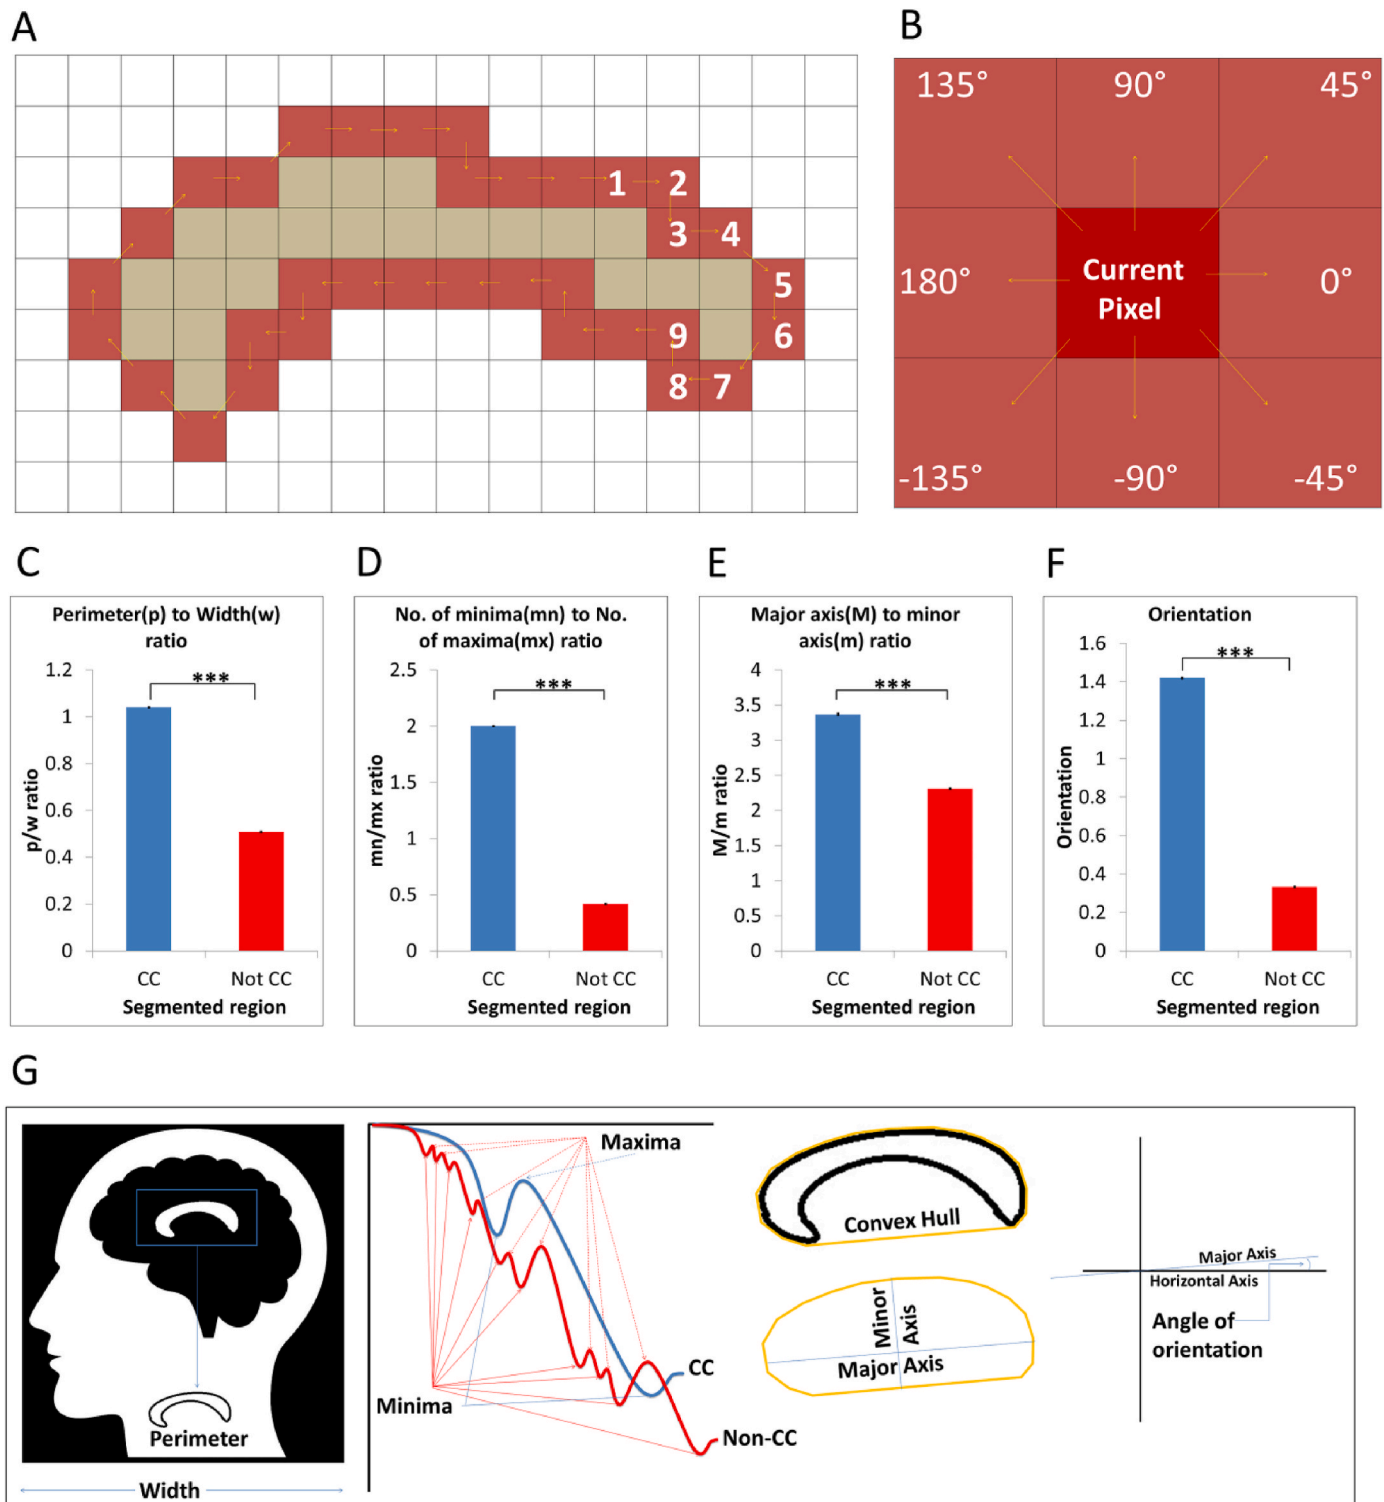 A
1
2
3
4
5
6
9
8
7
B
135°
90°
45°
180°
Current
Pixel
0°
-135°
-90°
-45°
C
Perimeter(p) to Width(w)
ratio
1.2
1
0.8
0.6
0.4
0.2
0
p/w ratio
***
CC
Not CC
Segmented region
D
No. of minima(mn) to No.
of maxima(mx) ratio
2.5
2
1.5
1
0.5
0
mn/mx ratio
***
CC
Not CC
Segmented region
E
Major axis(M) to minor
axis(m) ratio
4
3.5
3
2.5
2
1.5
1
0.5
0
M/m ratio
***
CC
Not CC
Segmented region
F
Orientation
1.6
1.4
1.2
1
0.8
0.6
0.4
0.2
0
Orientation
***
CC
Not CC
Segmented region
G
Perimeter
Width
Maxima
Minima
CC
Non-CC
Convex Hull
Minor
Axis
Major Axis
Major Axis
Horizontal Axis
Angle of
orientation